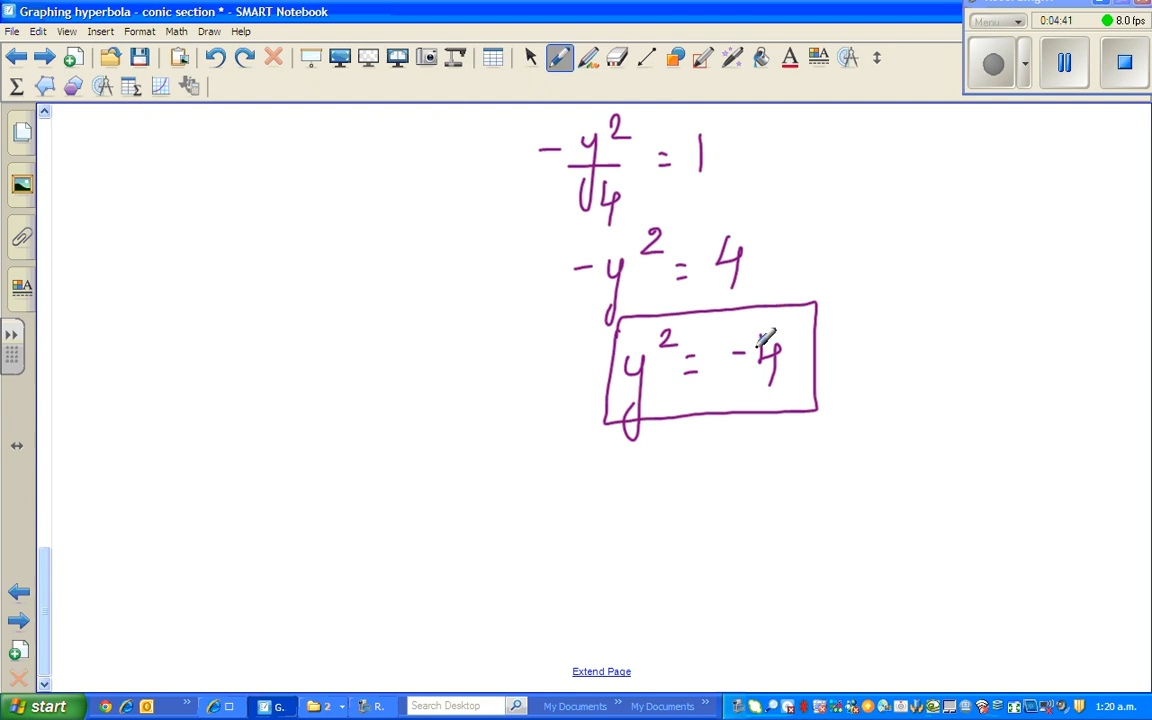 Graphing hyperbola - conic section * - SMART Notebook
File Edit View Insert Format Math Draw Help
Menu 0:04:41 8.0 fps
- y² = 1
4
- y² = 4
y² = - 4
Extend Page
start G. 2 R. Search Desktop My Documents » My Documents » 1:20 a.m.